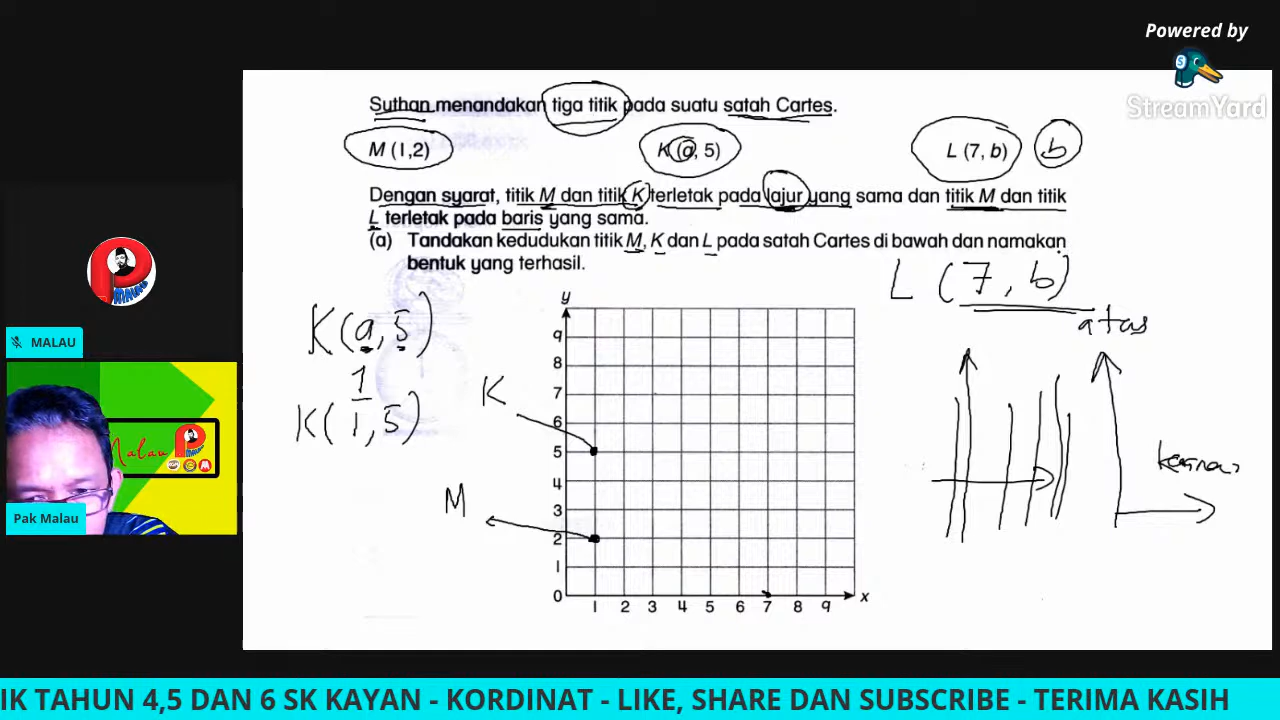 Powered by
StreamYard
Suthan menandakan tiga titik pada suatu satah Cartes.
M (1,2) K (a, 5) L (7, b) b
Dengan syarat, titik M dan titik K terletak pada lajur yang sama dan titik M dan titik
L terletak pada baris yang sama.
(a) Tandakan kedudukan titik M, K dan L pada satah Cartes di bawah dan namakan
bentuk yang terhasil.
L (7, b)
K(a, 5)
1
K(1, 5)
atas
K
M
y
9
8
7
6
5
4
3
2
1
0
1 2 3 4 5 6 7 8 9 x
MALAU
MALAU
Malau
Pak Malau
IK TAHUN 4,5 DAN 6 SK KAYAN - KORDINAT - LIKE, SHARE DAN SUBSCRIBE - TERIMA KASIH